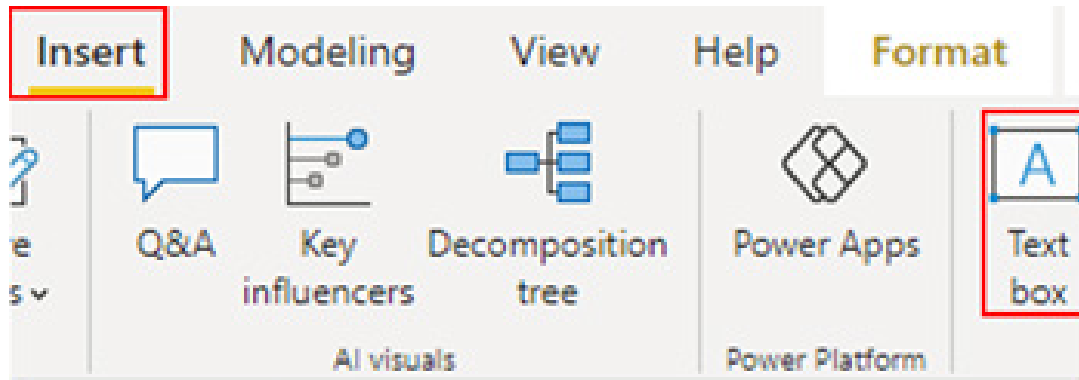 Insert Modeling View Help Format
Q&A Key influencers Decomposition tree Power Apps A Text box
AI visuals Power Platform